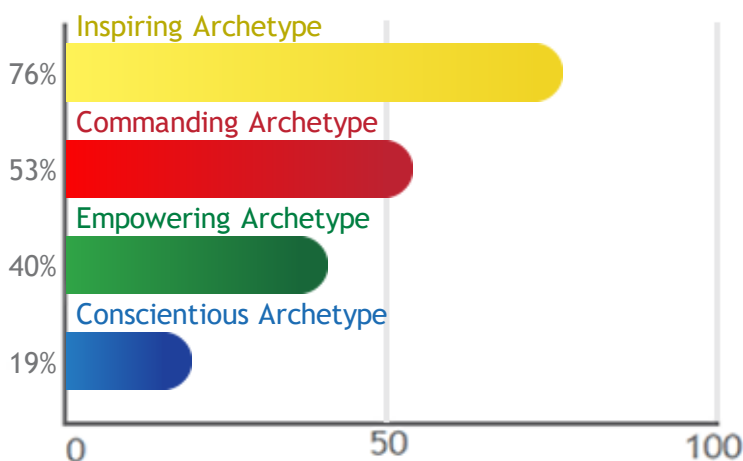 Inspiring Archetype
76%
Commanding Archetype
53%
Empowering Archetype
40%
Conscientious Archetype
19%
0 50 100